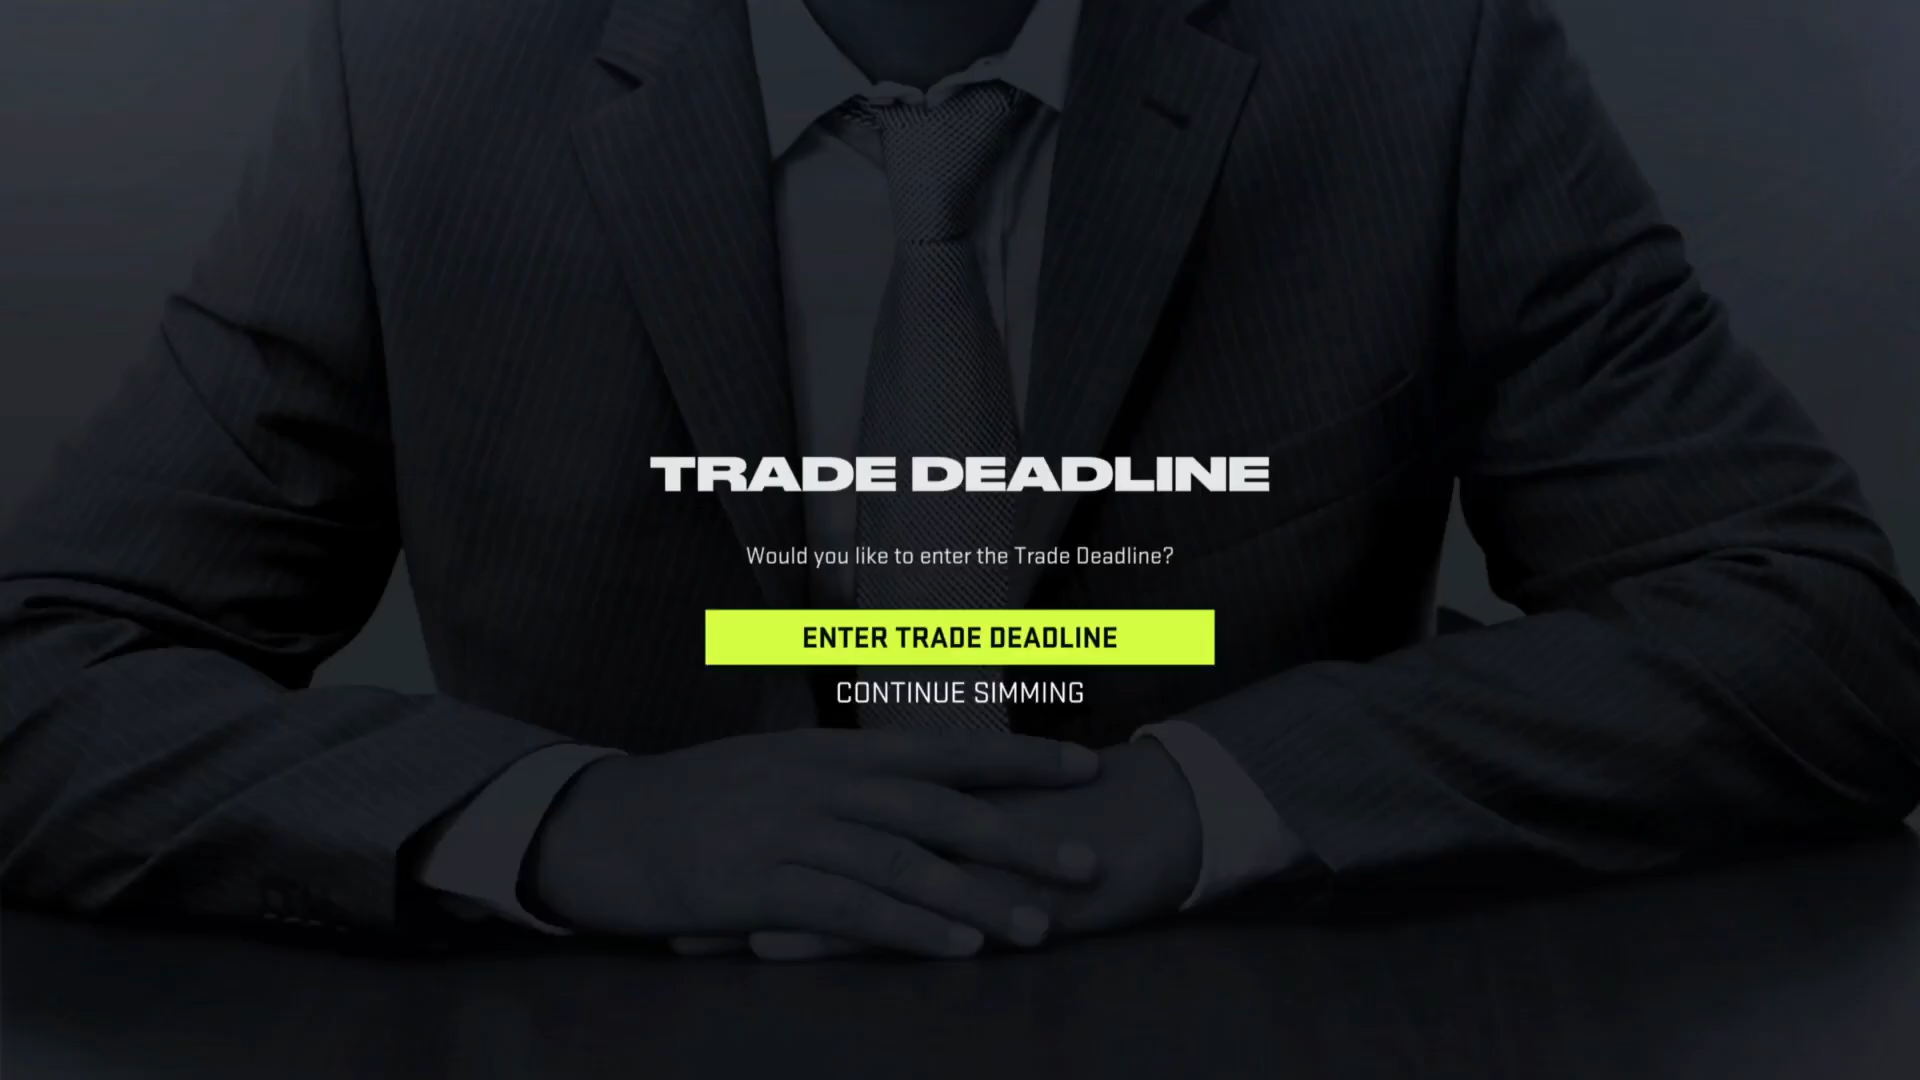 TRADE DEADLINE
Would you like to enter the Trade Deadline?
ENTER TRADE DEADLINE
CONTINUE SIMMING